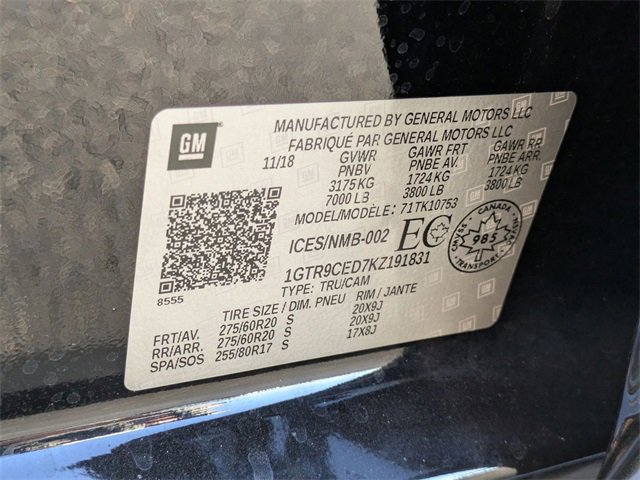 GM
MANUFACTURED BY GENERAL MOTORS LLC
FABRIQUÉ PAR GENERAL MOTORS LLC
11/18 GVWR GAWR FRT GAWR RR
PNBV PNBE AV. PNBE ARR.
3175 KG 1724 KG 1724 KG
7000 LB 3800 LB 3800 LB
MODEL/MODÈLE: 71TK10753
ICES/NMB-002 EC
CANADA
985
1GTR9CED7KZ191831
TYPE: TRU/CAM
8555
TIRE SIZE / DIM. PNEU RIM / JANTE
FRT/AV. 275/60R20 S 20X9J
RR/ARR. 275/60R20 S 20X9J
SPA/SOS 255/80R17 S 17X8J